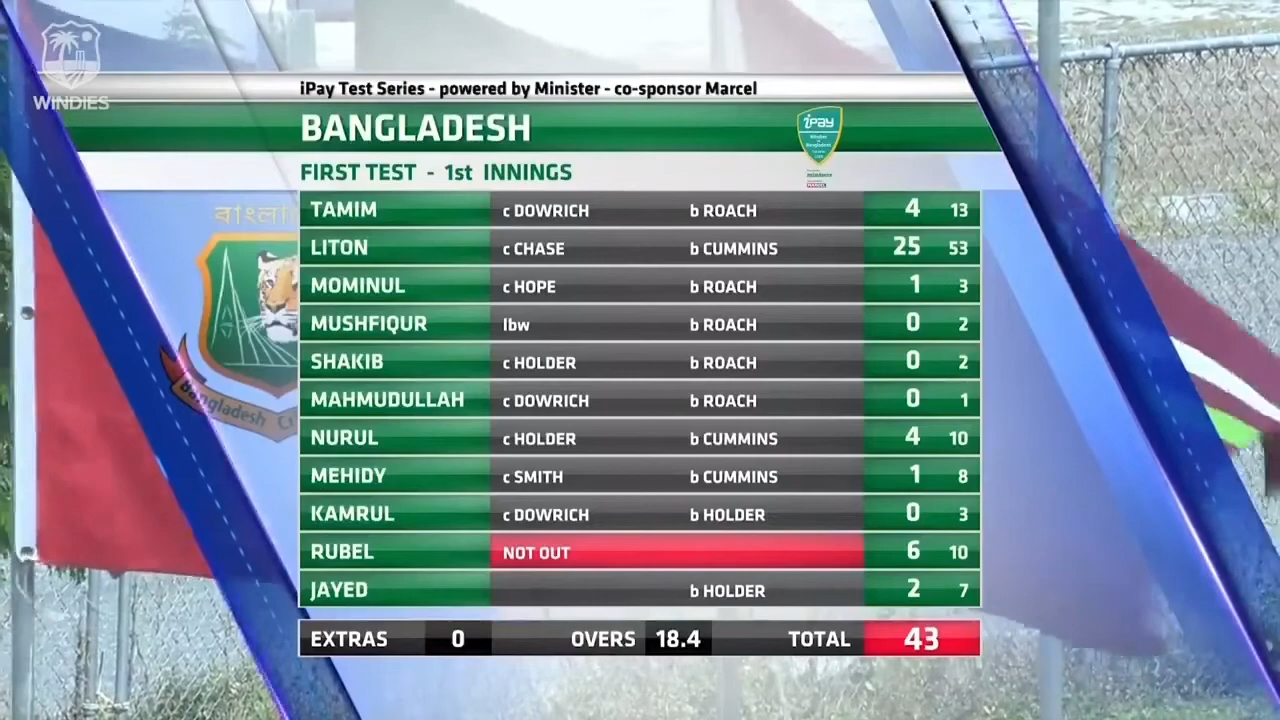 WINDIES
iPay Test Series - powered by Minister - co-sponsor Marcel
BANGLADESH
iPay
FIRST TEST - 1st INNINGS
TAMIM c DOWRICH b ROACH 4 13
LITON c CHASE b CUMMINS 25 53
MOMINUL c HOPE b ROACH 1 3
MUSHFIQUR lbw b ROACH 0 2
SHAKIB c HOLDER b ROACH 0 2
MAHMUDULLAH c DOWRICH b ROACH 0 1
NURUL c HOLDER b CUMMINS 4 10
MEHIDY c SMITH b CUMMINS 1 8
KAMRUL c DOWRICH b HOLDER 0 3
RUBEL NOT OUT 6 10
JAYED b HOLDER 2 7
EXTRAS 0 OVERS 18.4 TOTAL 43
Bangladesh